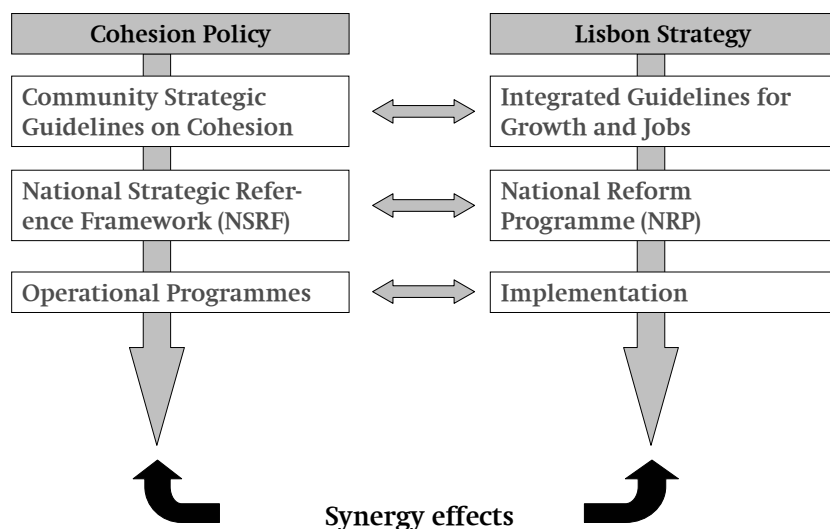 Cohesion Policy
Lisbon Strategy
Community Strategic
Guidelines on Cohesion
Integrated Guidelines for
Growth and Jobs
National Strategic Refer-
ence Framework (NSRF)
National Reform
Programme (NRP)
Operational Programmes
Implementation
Synergy effects